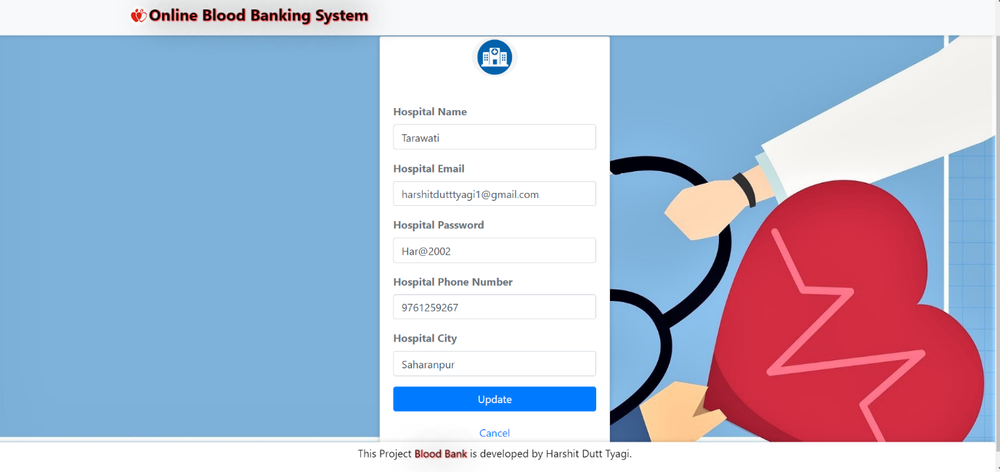 Online Blood Banking System
Hospital Name
Tarawati
Hospital Email
harshitdutttyagi1@gmail.com
Hospital Password
Har@2002
Hospital Phone Number
9761259267
Hospital City
Saharanpur
Update
Cancel
This Project Blood Bank is developed by Harshit Dutt Tyagi.